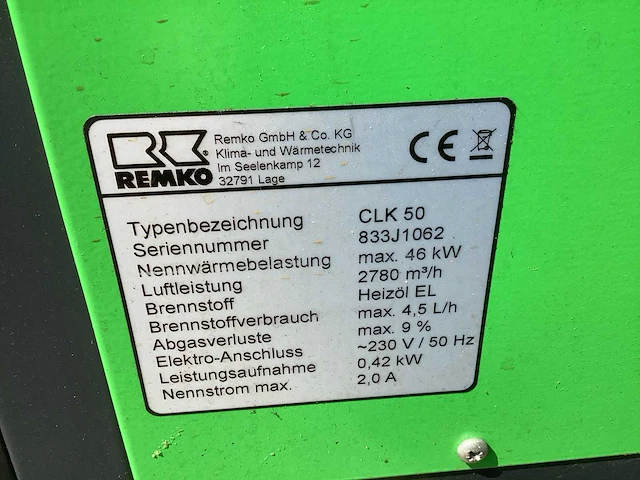 REMKO
Remko GmbH & Co. KG
Klima- und Wärmetechnik
Im Seelenkamp 12
32791 Lage
CE
Typenbezeichnung CLK 50
Seriennummer 833J1062
Nennwärmebelastung max. 46 kW
Luftleistung 2780 m³/h
Brennstoff Heizöl EL
Brennstoffverbrauch max. 4,5 L/h
Abgasverluste max. 9 %
Elektro-Anschluss ~230 V / 50 Hz
Leistungsaufnahme 0,42 kW
Nennstrom max. 2,0 A